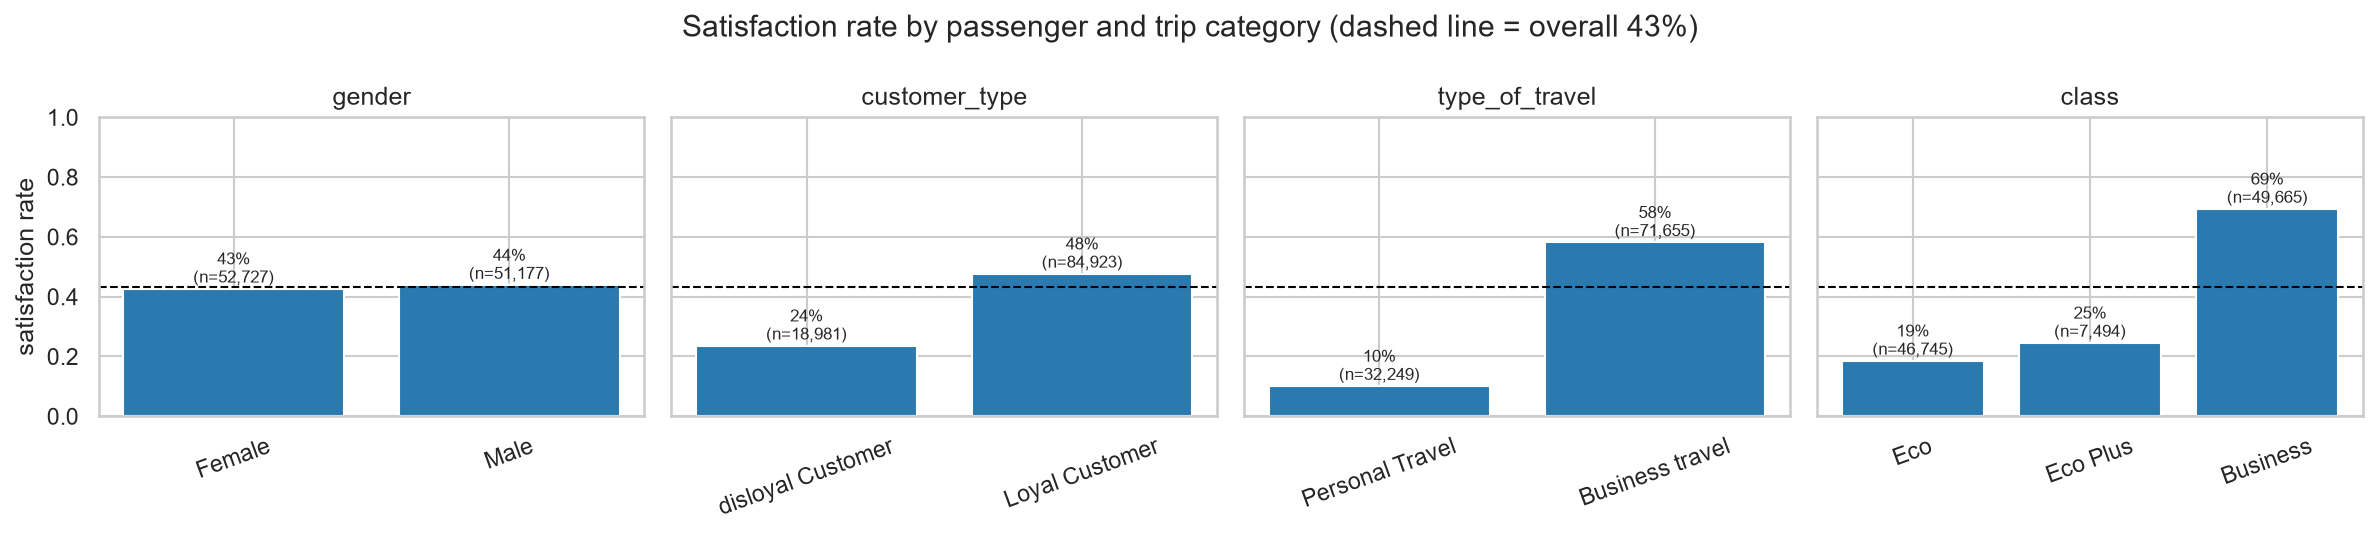 Satisfaction rate by passenger and trip category (dashed line = overall 43%)
gender
satisfaction rate
1.0
0.8
0.6
0.4
0.2
0.0
43%
(n=52,727)
44%
(n=51,177)
Female
Male
customer_type
24%
(n=18,981)
48%
(n=84,923)
disloyal Customer
Loyal Customer
type_of_travel
10%
(n=32,249)
58%
(n=71,655)
Personal Travel
Business travel
class
19%
(n=46,745)
25%
(n=7,494)
69%
(n=49,665)
Eco
Eco Plus
Business